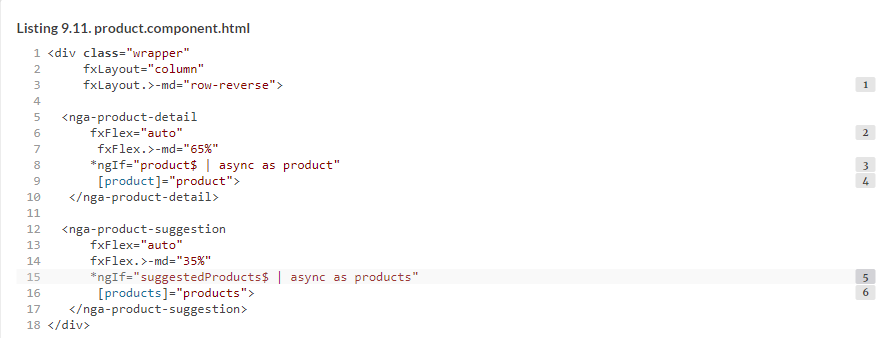 Listing 9.11. product.component.html
1 <div class="wrapper"
2      fxLayout="column"
3      fxLayout.>-md="row-reverse"> 1
4
5   <nga-product-detail
6       fxFlex="auto" 2
7        fxFlex.>-md="65%"
8       *ngIf="product$ | async as product" 3
9        [product]="product"> 4
10    </nga-product-detail>
11
12   <nga-product-suggestion
13       fxFlex="auto"
14       fxFlex.>-md="35%"
15       *ngIf="suggestedProducts$ | async as products" 5
16        [products]="products"> 6
17    </nga-product-suggestion>
18 </div>